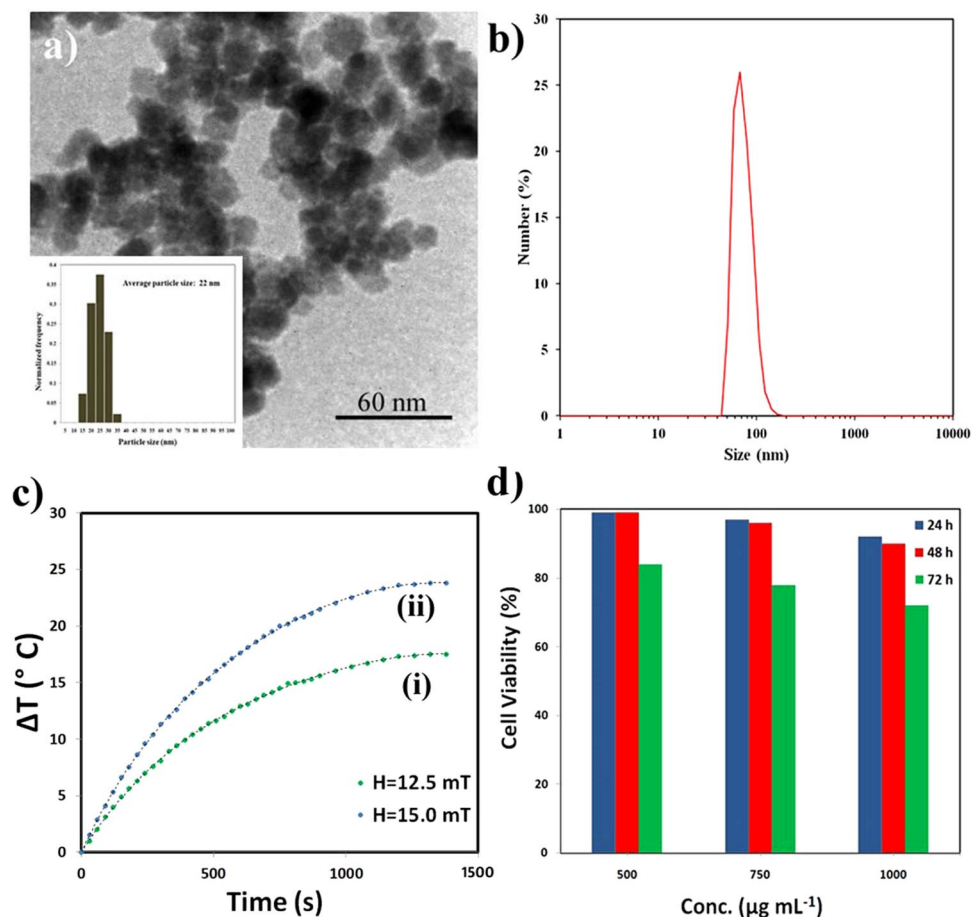 a)
0.4
0.35
0.3
0.25
0.2
0.15
0.1
0.05
0
Normalized frequency
Average particle size: 22 nm
5 10 15 20 25 30 35 40 45 50 55 60 65 70 75 80 85 90 95 100
Particle size (nm)
60 nm
b)
30
25
20
15
10
5
0
Number (%)
1 10 100 1000 10000
Size (nm)
c)
30
25
20
15
10
5
0
ΔT (° C)
(ii)
(i)
H=12.5 mT
H=15.0 mT
0 500 1000 1500
Time (s)
d)
100
80
60
40
20
0
Cell Viability (%)
24 h
48 h
72 h
500 750 1000
Conc. (µg mL⁻¹)